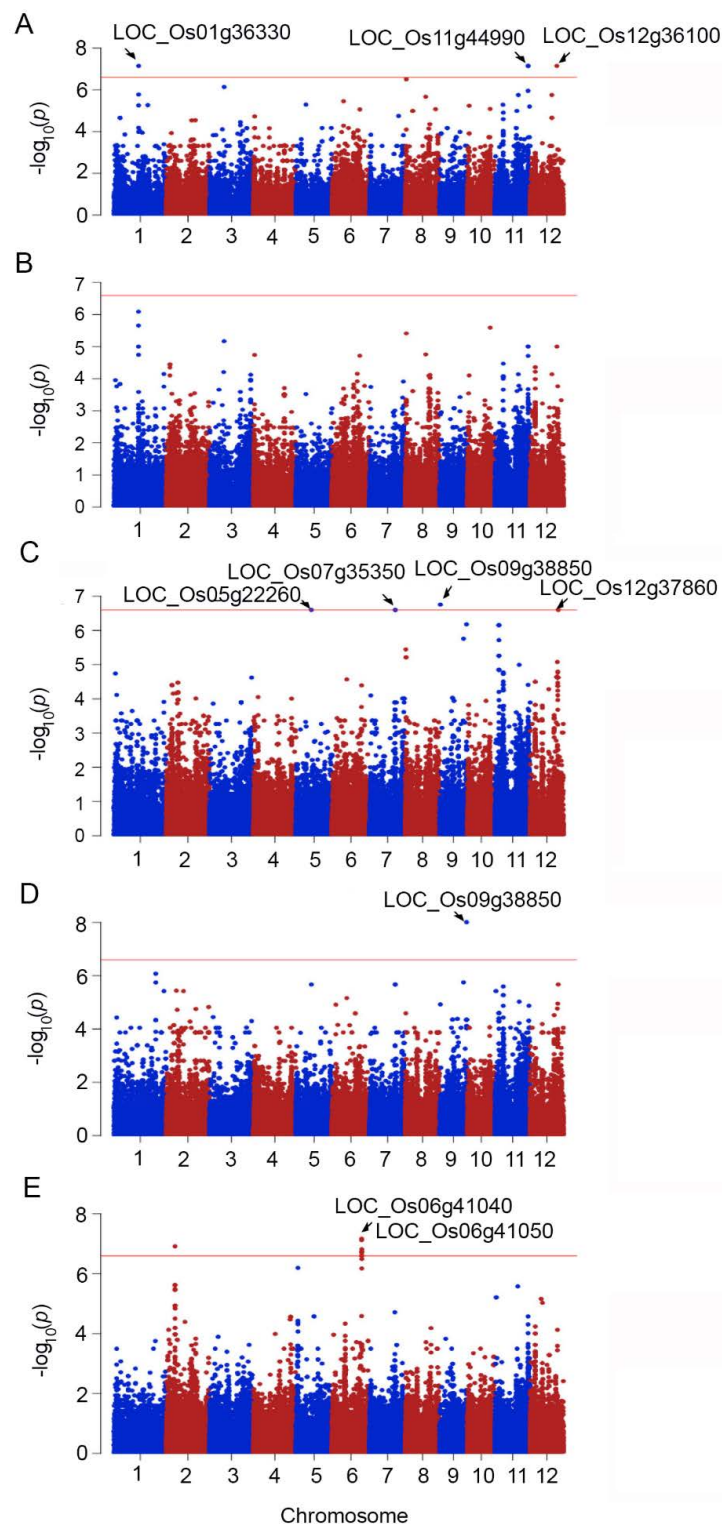 A
LOC_Os01g36330
LOC_Os11g44990
LOC_Os12g36100
8
6
4
2
0
-log10(p)
1 2 3 4 5 6 7 8 9 10 11 12
B
7
6
5
4
3
2
1
0
-log10(p)
1 2 3 4 5 6 7 8 9 10 11 12
C
LOC_Os07g35350
LOC_Os09g38850
LOC_Os05g22260
LOC_Os12g37860
7
6
5
4
3
2
1
0
-log10(p)
1 2 3 4 5 6 7 8 9 10 11 12
D
LOC_Os09g38850
8
6
4
2
0
-log10(p)
1 2 3 4 5 6 7 8 9 10 11 12
E
LOC_Os06g41040
LOC_Os06g41050
8
6
4
2
0
-log10(p)
1 2 3 4 5 6 7 8 9 10 11 12
Chromosome